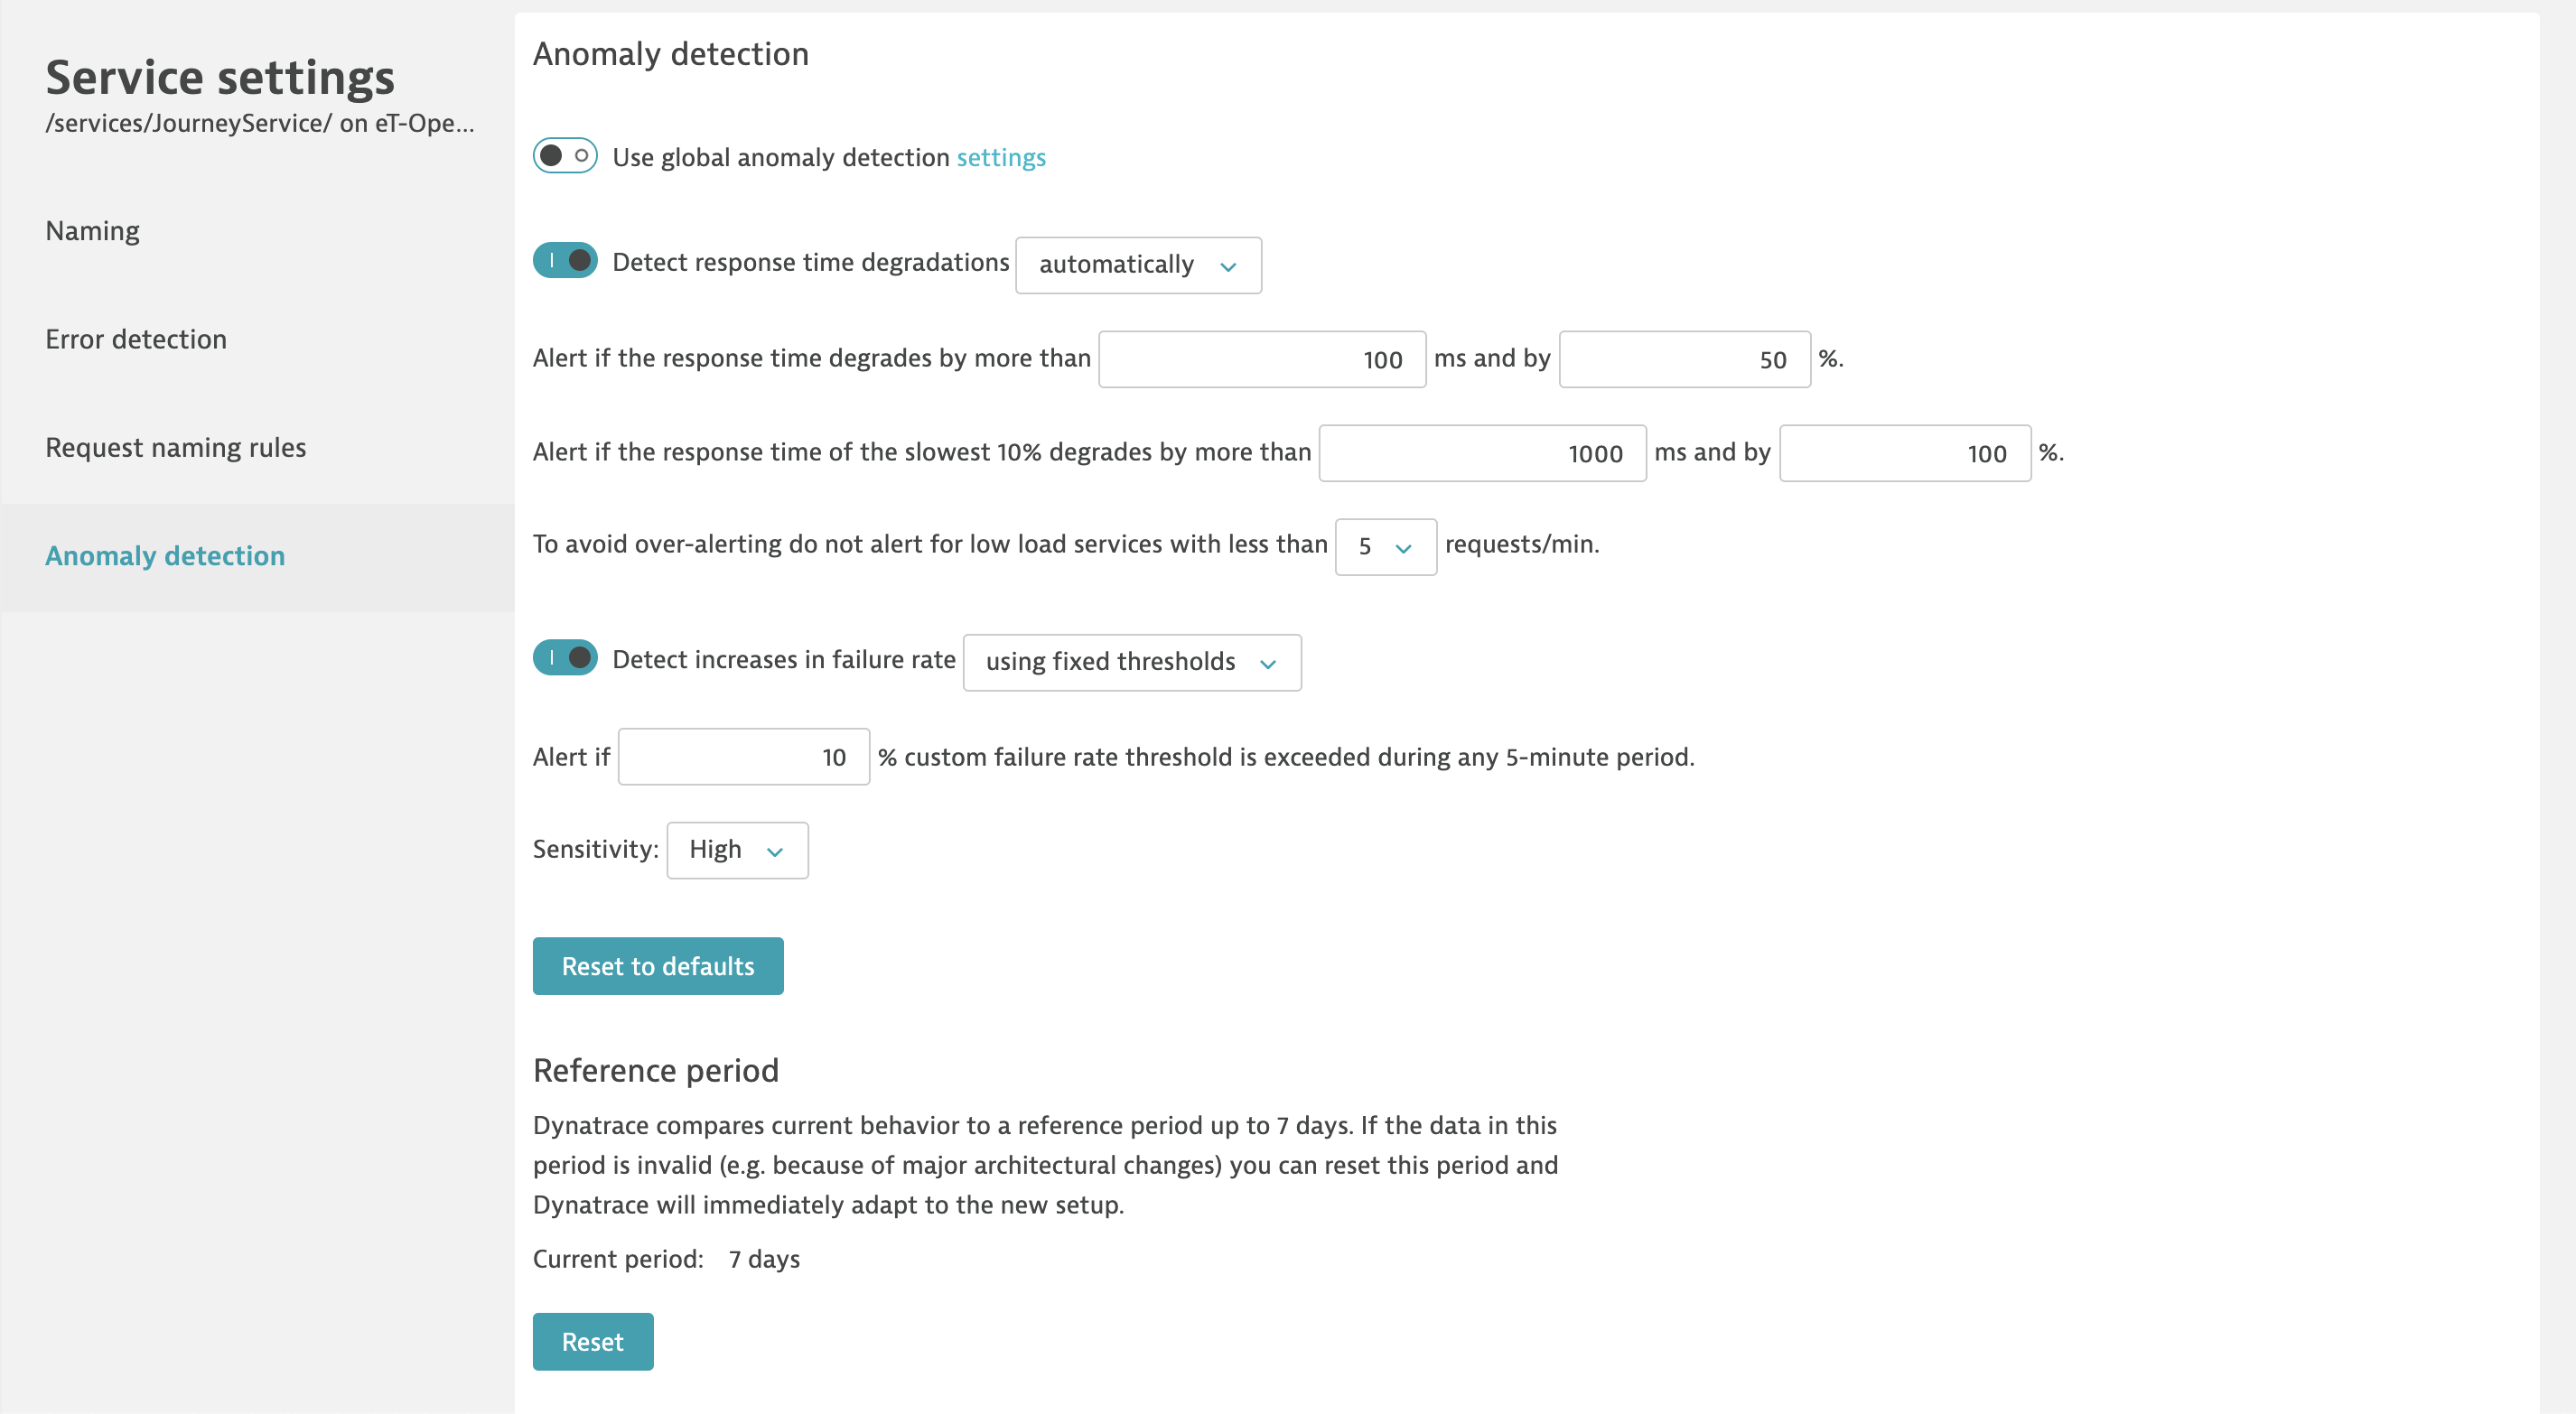 Service settings
/services/JourneyService/ on eT-Ope...
Naming
Error detection
Request naming rules
Anomaly detection
Anomaly detection
Use global anomaly detection settings
Detect response time degradations automatically
Alert if the response time degrades by more than 100 ms and by 50 %.
Alert if the response time of the slowest 10% degrades by more than 1000 ms and by 100 %.
To avoid over-alerting do not alert for low load services with less than 5 requests/min.
Detect increases in failure rate using fixed thresholds
Alert if 10 % custom failure rate threshold is exceeded during any 5-minute period.
Sensitivity: High
Reset to defaults
Reference period
Dynatrace compares current behavior to a reference period up to 7 days. If the data in this
period is invalid (e.g. because of major architectural changes) you can reset this period and
Dynatrace will immediately adapt to the new setup.
Current period: 7 days
Reset